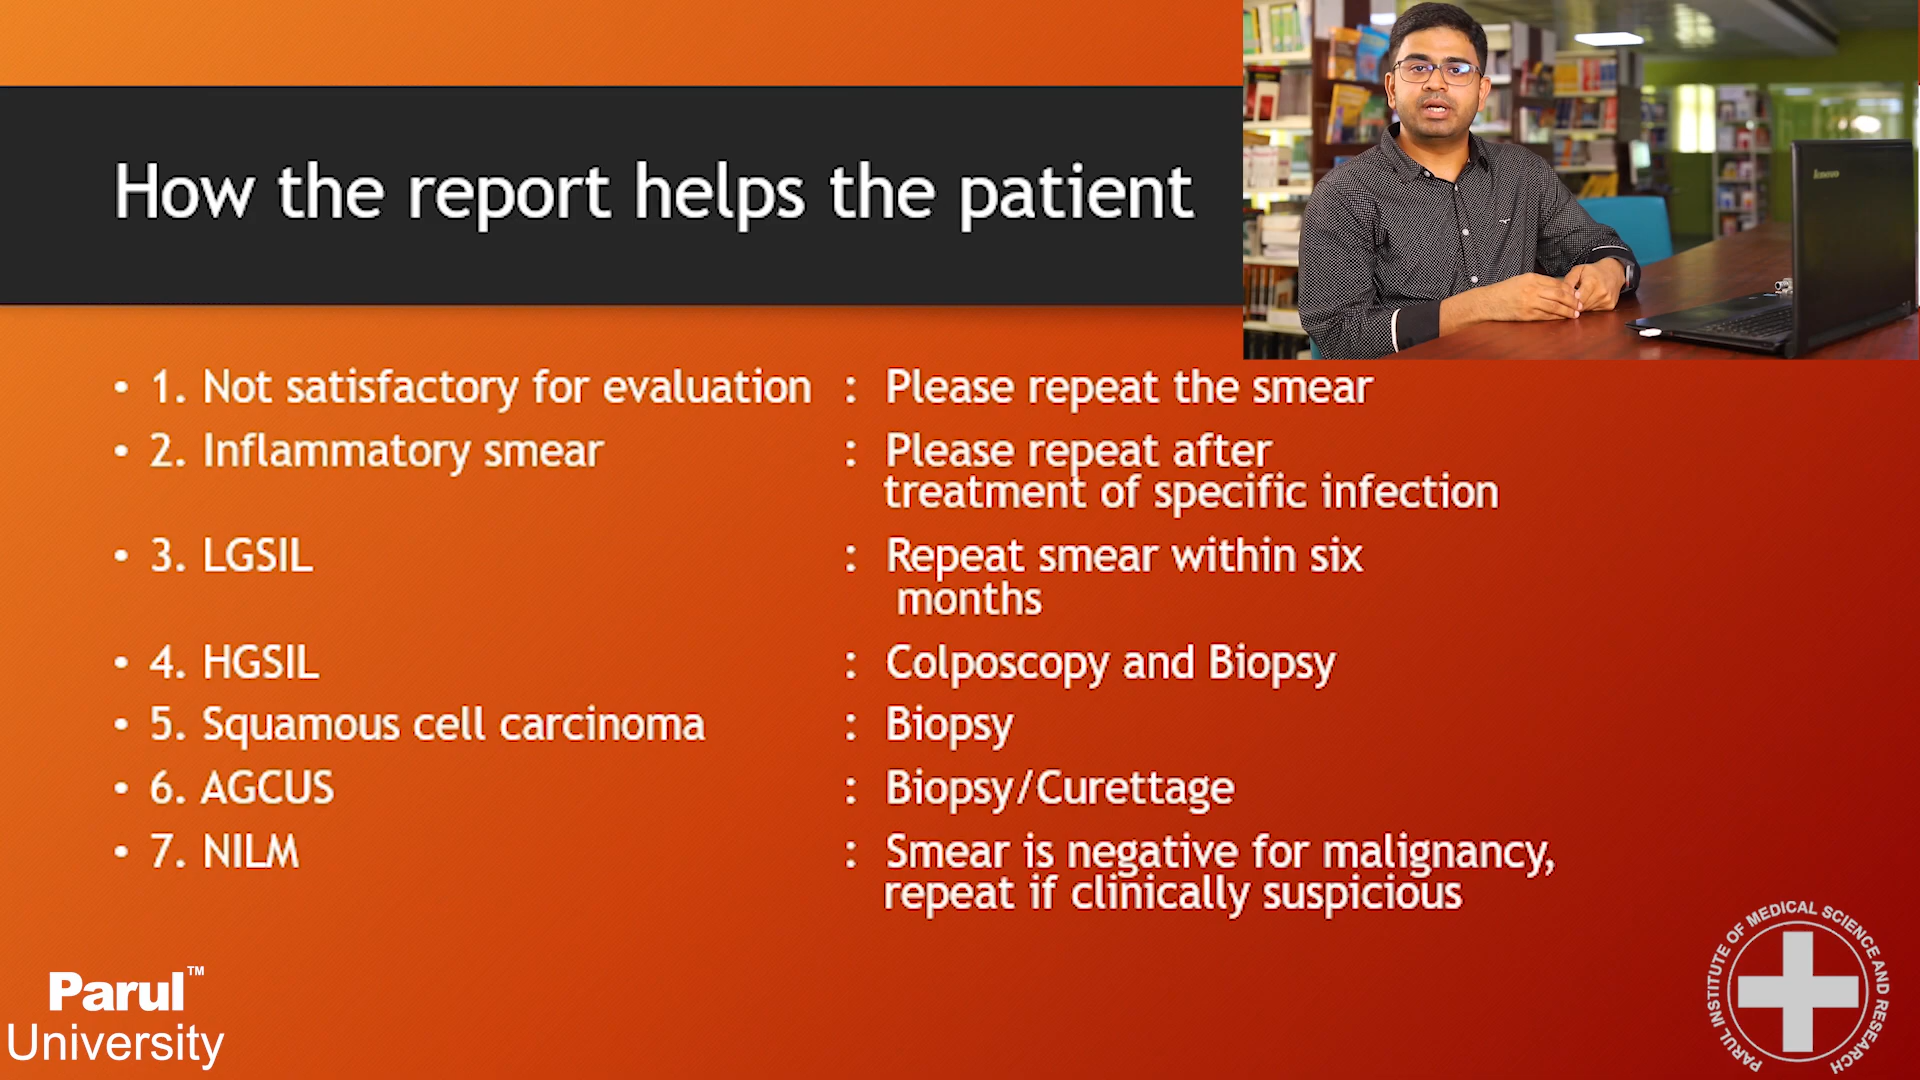 How the report helps the patient
• 1. Not satisfactory for evaluation : Please repeat the smear
• 2. Inflammatory smear : Please repeat after
treatment of specific infection
• 3. LGSIL : Repeat smear within six
months
• 4. HGSIL : Colposcopy and Biopsy
• 5. Squamous cell carcinoma : Biopsy
• 6. AGCUS : Biopsy/Curettage
• 7. NILM : Smear is negative for malignancy,
repeat if clinically suspicious
Parul™
University
PARUL INSTITUTE OF MEDICAL SCIENCE AND RESEARCH
lenovo